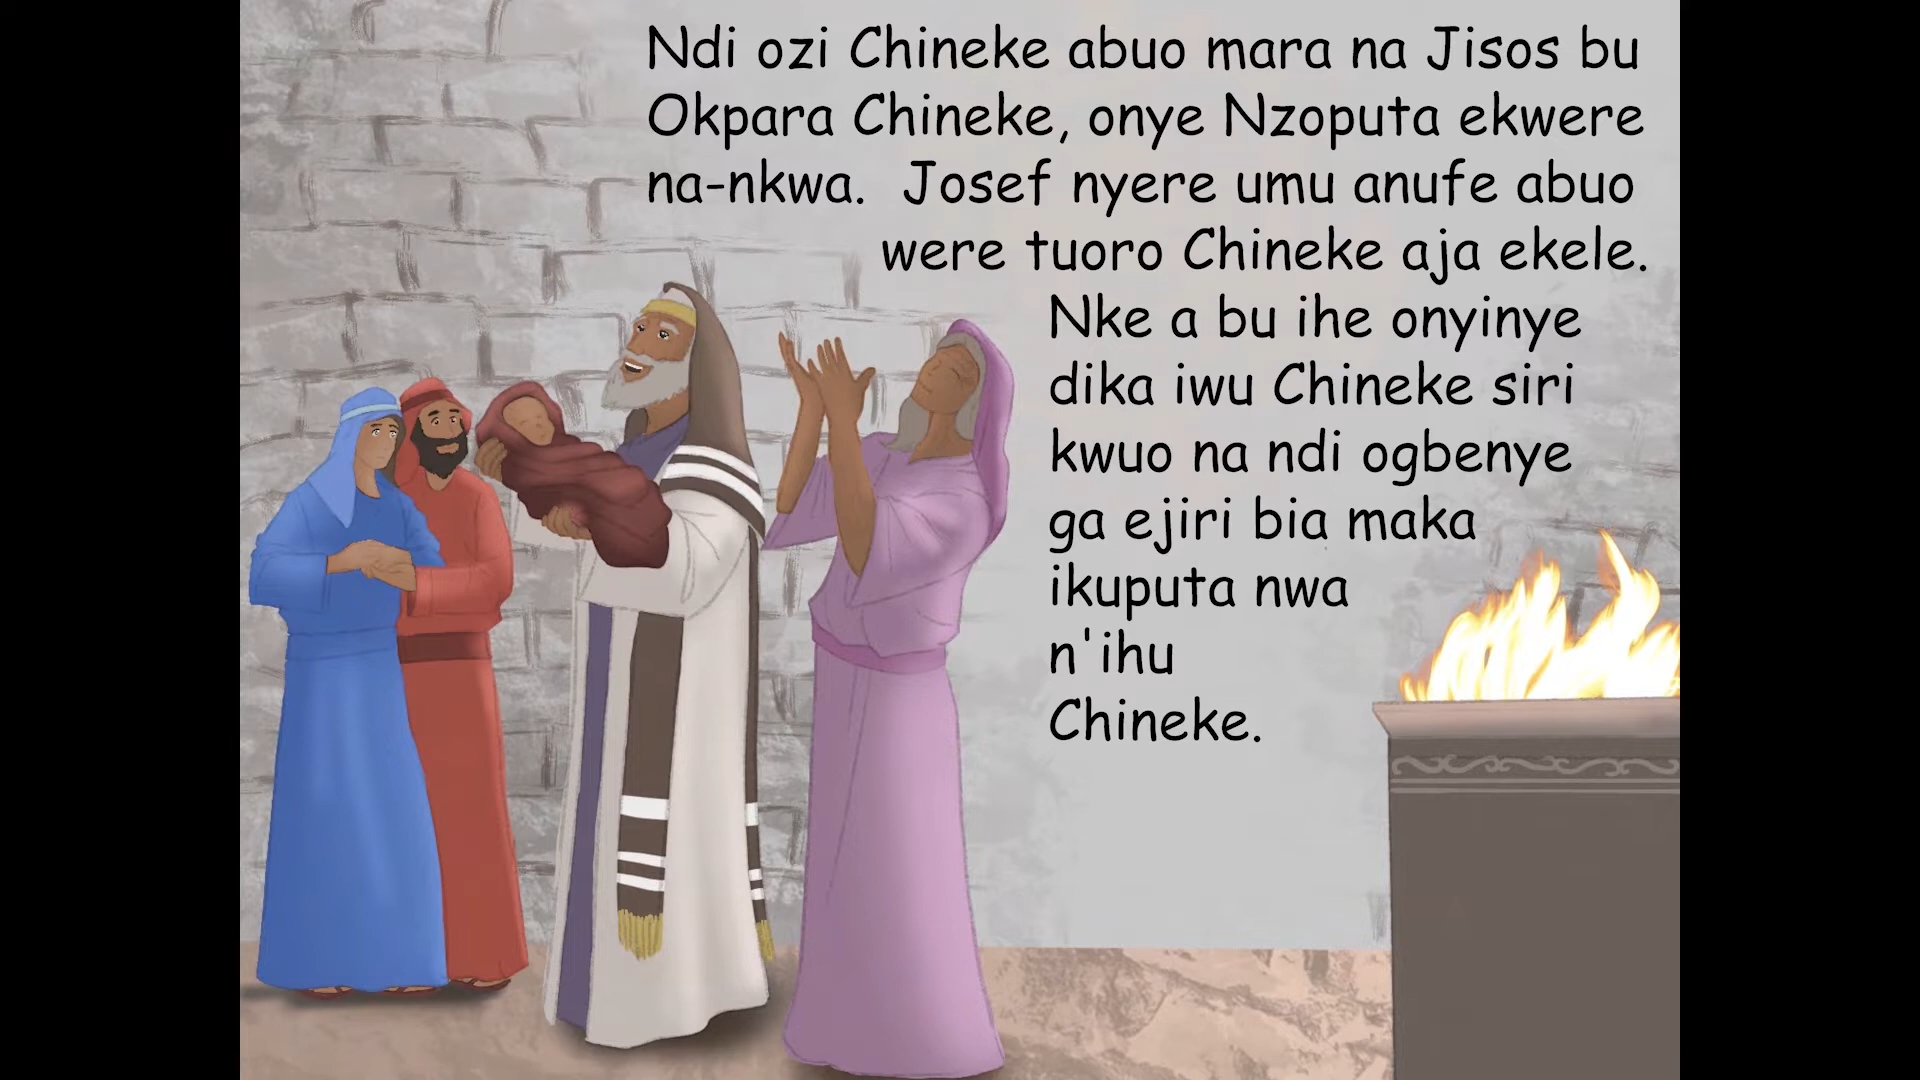 Ndi ozi Chineke abuo mara na Jisos bu
Okpara Chineke, onye Nzoputa ekwere
na-nkwa. Josef nyere umu anufe abuo
were tuoro Chineke aja ekele.
Nke a bu ihe onyinye
dika iwu Chineke siri
kwuo na ndi ogbenye
ga ejiri bia maka
ikuputa nwa
n'ihu
Chineke.